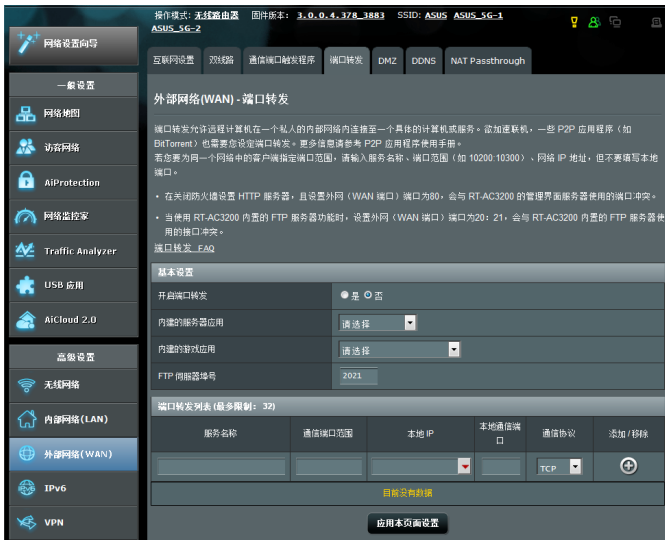 操作模式: 无线路由器 固件版本: 3.0.0.4.378_3883 SSID: ASUS ASUS_5G-1
ASUS_5G-2
网络设置向导
互联网设置 双线路 通信端口触发程序 端口转发 DMZ DDNS NAT Passthrough
一般设置
网络地图
访客网络
AiProtection
网络监控家
Traffic Analyzer
USB 应用
AiCloud 2.0
高级设置
无线网络
内部网络(LAN)
外部网络(WAN)
IPv6
VPN
外部网络(WAN) - 端口转发
端口转发允许远程计算机在一个私人的内部网络内连接至一个具体的计算机或服务。欲加速联机，一些 P2P 应用程序（如
BitTorrent）也需要您设定端口转发。更多信息请参考 P2P 应用程序使用手册。
若您要为同一个网络中的客户端指定端口范围，请输入服务名称、端口范围（如 10200:10300）、网络 IP 地址，但不要填写本地
端口。
• 在关闭防火墙设置 HTTP 服务器，且设置外网（WAN 端口）端口为80，会与 RT-AC3200 的管理界面服务器使用的端口冲突。
• 当使用 RT-AC3200 内置的 FTP 服务器功能时，设置外网（WAN 端口）端口为20：21，会与 RT-AC3200 内置的 FTP 服务器使
用的接口冲突。
端口转发 FAQ
基本设置
开启端口转发 是 否
内建的服务器应用 请选择
内建的游戏应用 请选择
FTP 伺服器埠号 2021
端口转发列表 (最多限制: 32)
服务名称 通信端口范围 本地 IP 本地通信端口 通信协议 添加 / 移除
TCP
目前没有数据
应用本页面设置